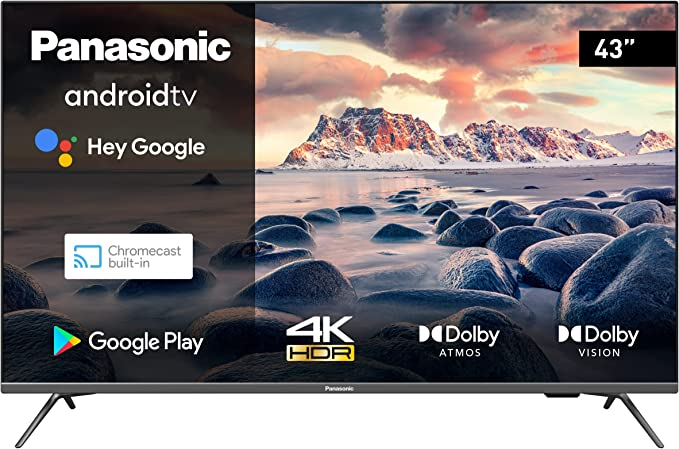 Panasonic
androidtv
Hey Google
Chromecast
built-in
Google Play
43”
4K
HDR
Dolby
ATMOS
Dolby
VISION
Panasonic